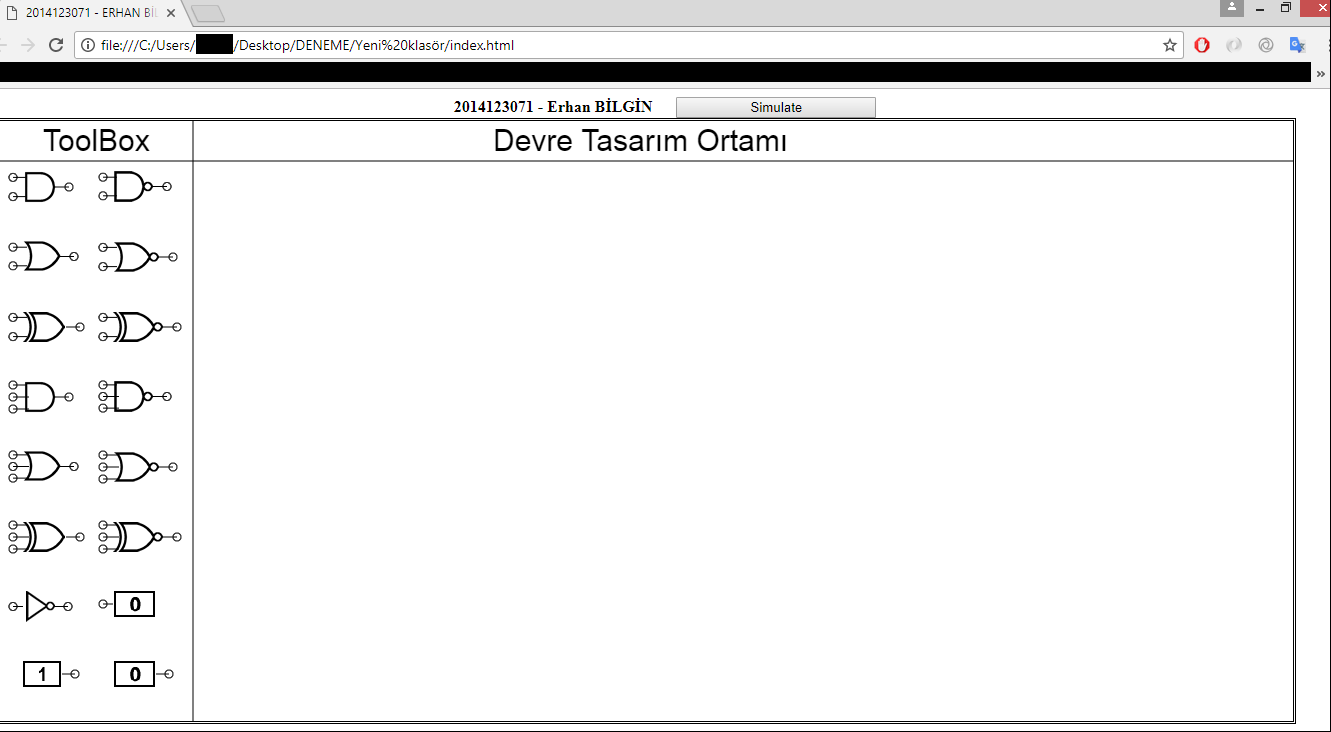 2014123071 - ERHAN Bİ
file:///C:/Users/ /Desktop/DENEME/Yeni%20klasör/index.html
»
2014123071 - Erhan BİLGİN Simulate
ToolBox Devre Tasarım Ortamı
0
1 0